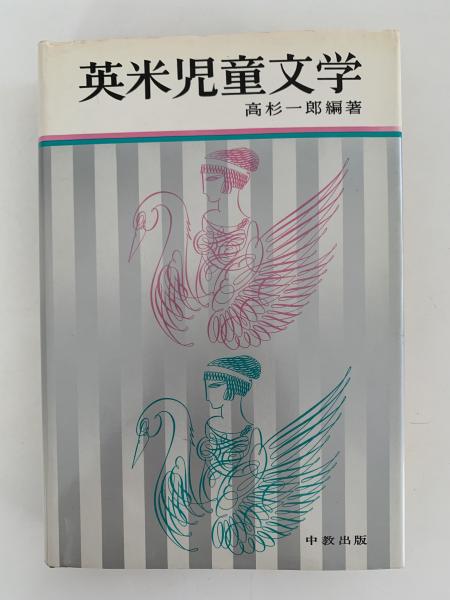 英米児童文学
高杉一郎編著
中教出版